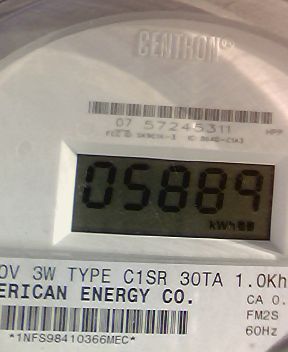 CENTRON®
07 57245311 HPP
05889
kWh
0V 3W TYPE C1SR 30TA 1.0Kh
ERICAN ENERGY CO.
CA 0.
FM2S
*1NFS98410366MEC*
60Hz